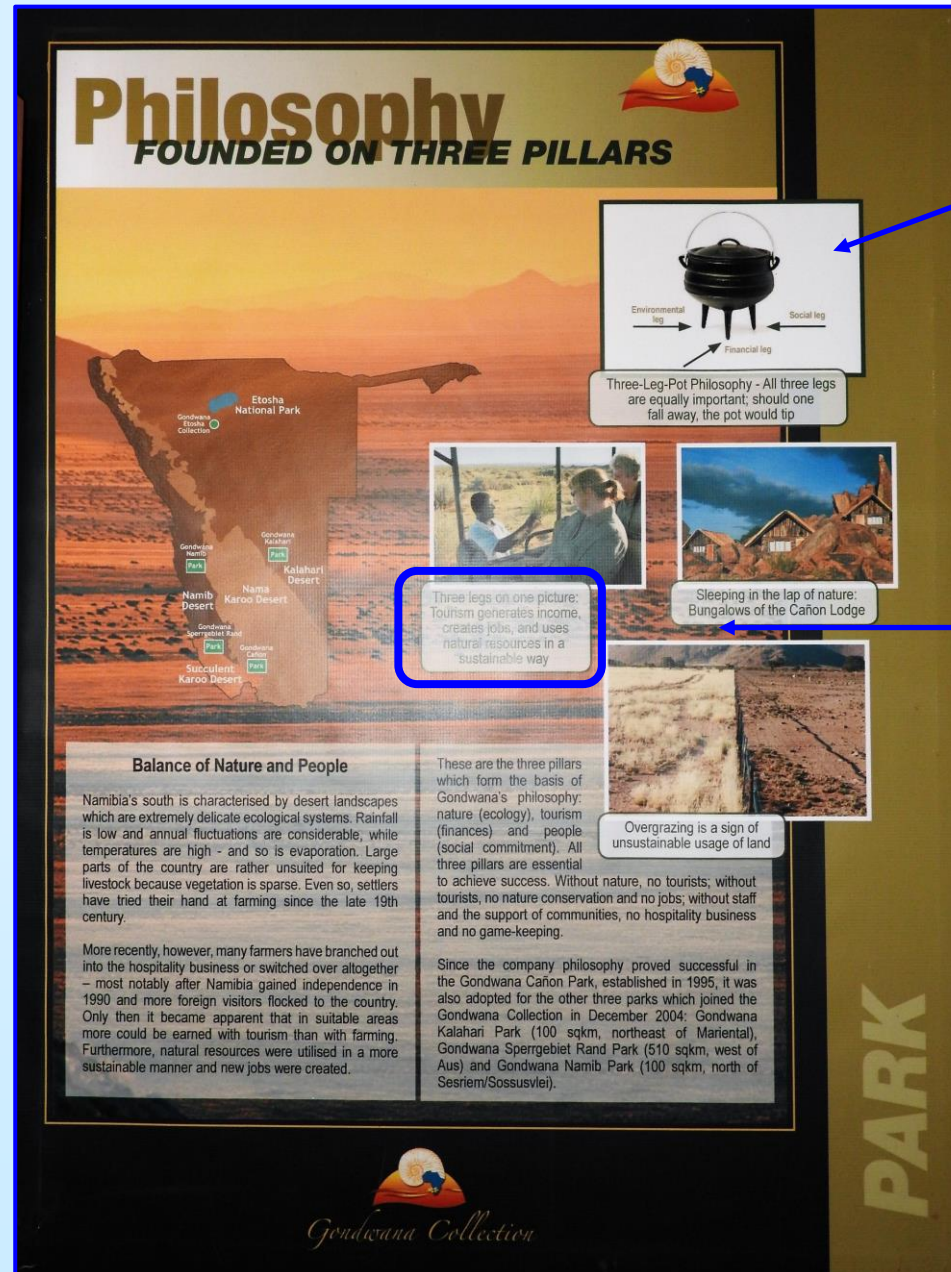 Philosophy
FOUNDED ON THREE PILLARS
Environmental
leg
Social leg
Financial leg
Three-Leg-Pot Philosophy - All three legs
are equally important; should one
fall away, the pot would tip
Etosha
National Park
Gondwana
Etosha
Collection
Gondwana
Namib
Park
Gondwana
Kalahari
Park
Kalahari
Desert
Namib
Desert
Nama
Karoo Desert
Gondwana
Sperrgebiet Rand
Park
Gondwana
Cañon
Park
Succulent
Karoo Desert
Three legs on one picture:
Tourism generates income,
creates jobs, and uses
natural resources in a
sustainable way
Sleeping in the lap of nature:
Bungalows of the Cañon Lodge
Overgrazing is a sign of
unsustainable usage of land
Balance of Nature and People
Namibia's south is characterised by desert landscapes
which are extremely delicate ecological systems. Rainfall
is low and annual fluctuations are considerable, while
temperatures are high - and so is evaporation. Large
parts of the country are rather unsuited for keeping
livestock because vegetation is sparse. Even so, settlers
have tried their hand at farming since the late 19th
century.
More recently, however, many farmers have branched out
into the hospitality business or switched over altogether
– most notably after Namibia gained independence in
1990 and more foreign visitors flocked to the country.
Only then it became apparent that in suitable areas
more could be earned with tourism than with farming.
Furthermore, natural resources were utilised in a more
sustainable manner and new jobs were created.
These are the three pillars
which form the basis of
Gondwana's philosophy:
nature (ecology), tourism
(finances) and people
(social commitment). All
three pillars are essential
to achieve success. Without nature, no tourists; without
tourists, no nature conservation and no jobs; without staff
and the support of communities, no hospitality business
and no game-keeping.
Since the company philosophy proved successful in
the Gondwana Cañon Park, established in 1995, it was
also adopted for the other three parks which joined the
Gondwana Collection in December 2004: Gondwana
Kalahari Park (100 sqkm, northeast of Mariental),
Gondwana Sperrgebiet Rand Park (510 sqkm, west of
Aus) and Gondwana Namib Park (100 sqkm, north of
Sesriem/Sossusvlei).
PARK
Gondwana Collection